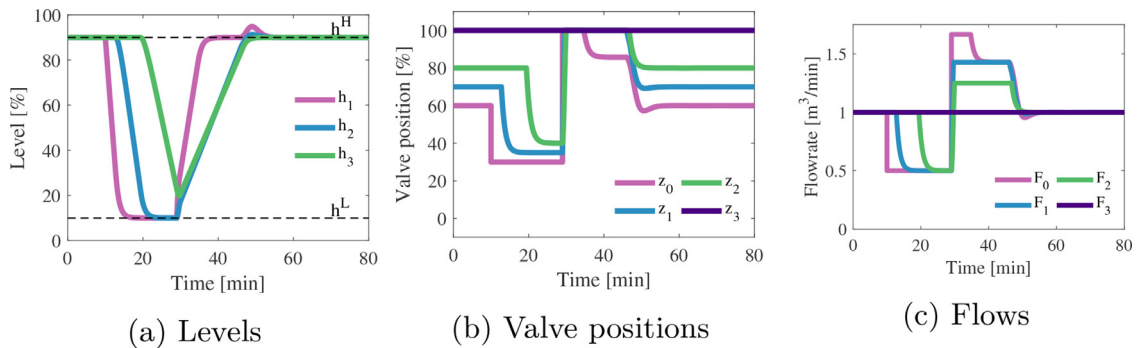 100
80
60
40
20
0
Level [%]
h^H
h_1
h_2
h_3
h^L
0 20 40 60 80
Time [min]
(a) Levels
100
80
60
40
20
0
Valve position [%]
z_0 z_2
z_1 z_3
0 20 40 60 80
Time [min]
(b) Valve positions
1.5
1
0.5
0
Flowrate [m^3/min]
F_0 F_2
F_1 F_3
0 20 40 60 80
Time [min]
(c) Flows